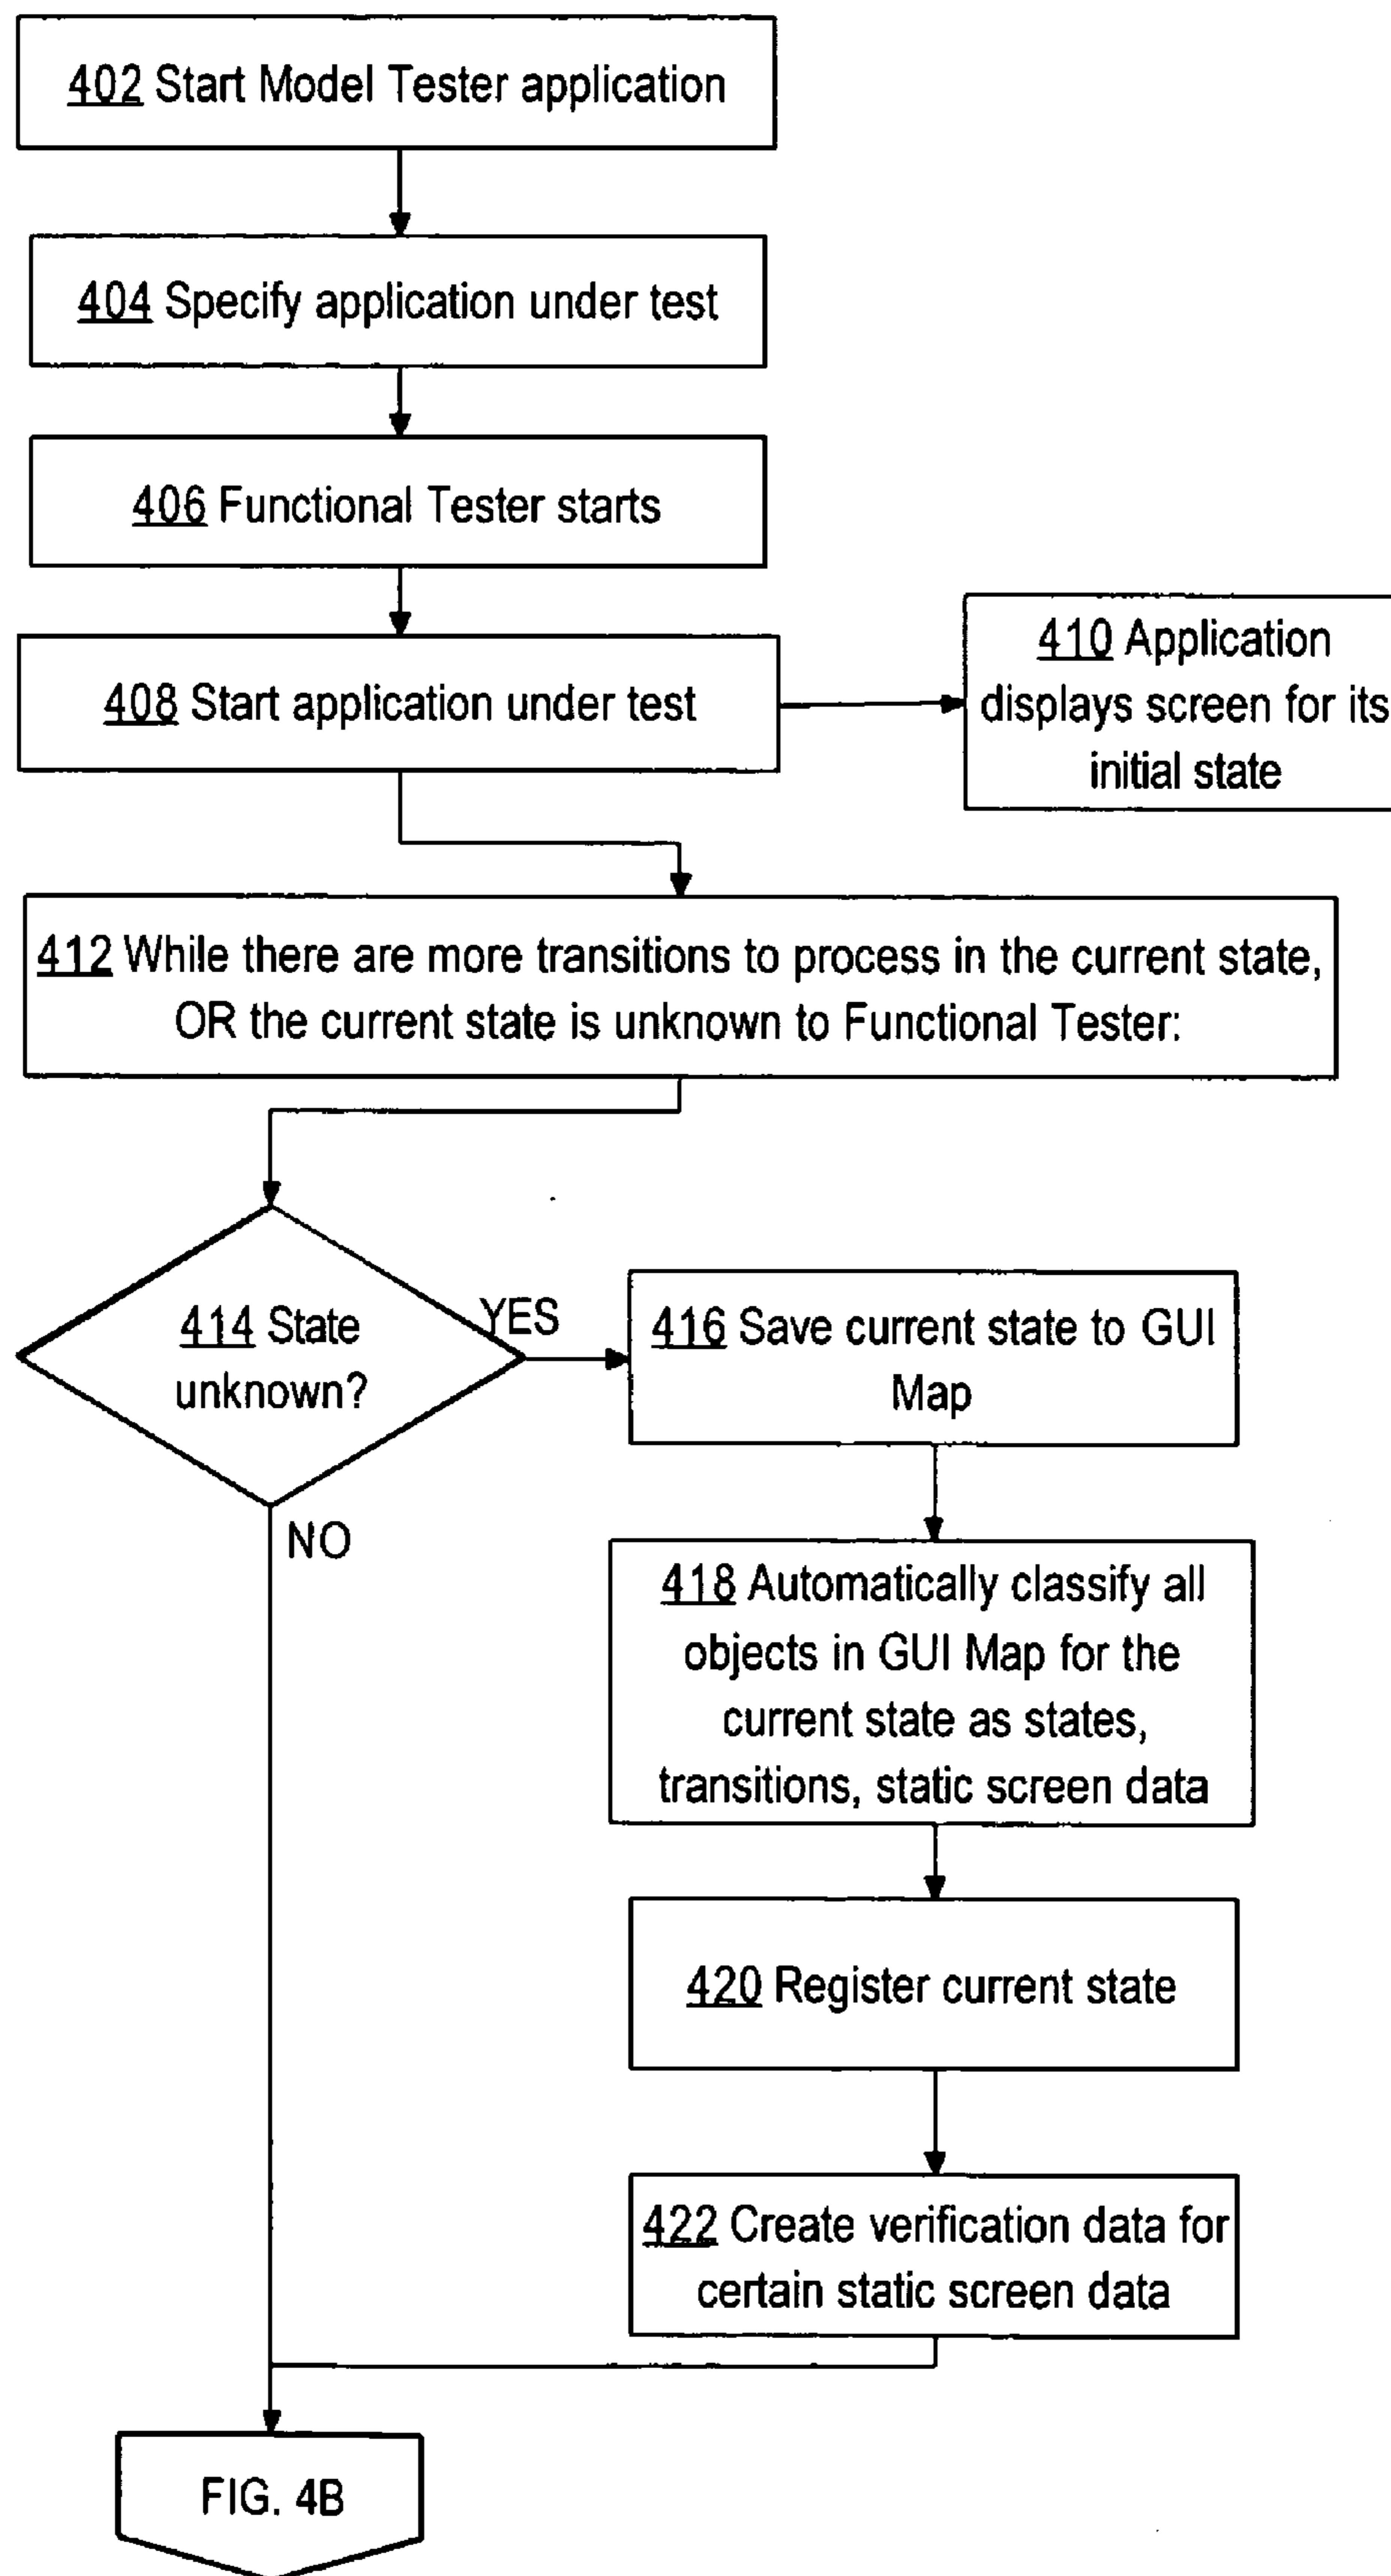 402 Start Model Tester application
404 Specify application under test
406 Functional Tester starts
408 Start application under test
410 Application
displays screen for its
initial state
412 While there are more transitions to process in the current state,
OR the current state is unknown to Functional Tester:
414 State
unknown?
YES
416 Save current state to GUI
Map
NO
418 Automatically classify all
objects in GUI Map for the
current state as states,
transitions, static screen data
420 Register current state
422 Create verification data for
certain static screen data
FIG. 4B